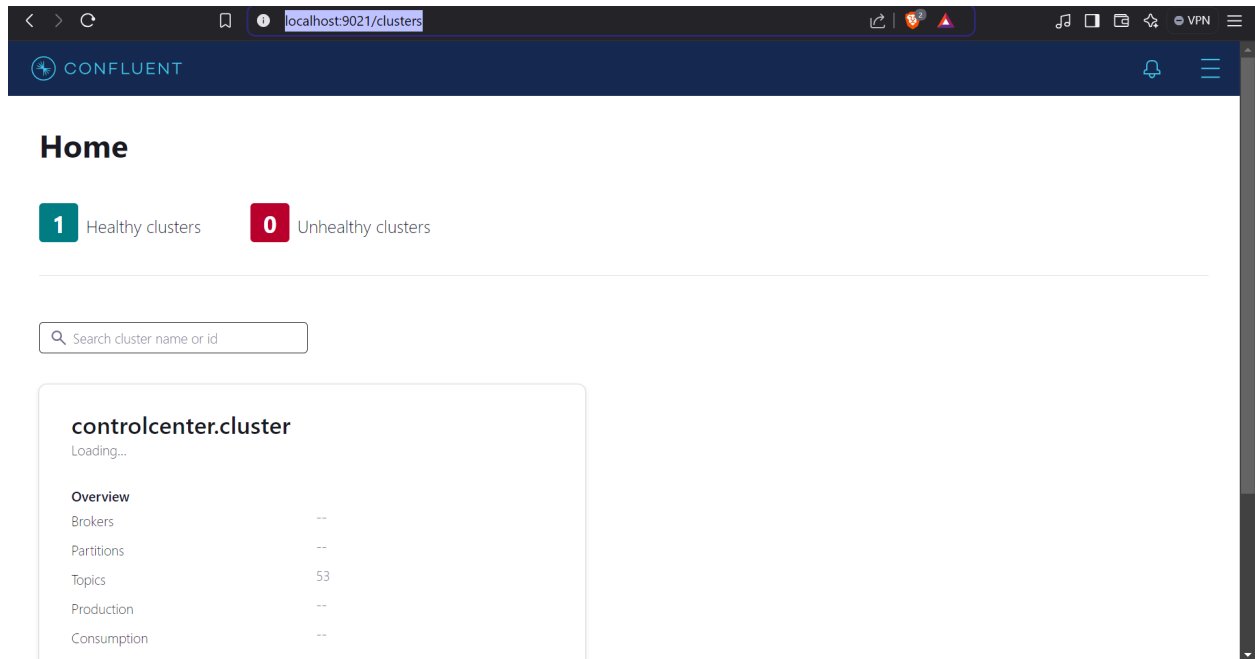 localhost:9021/clusters
2
VPN
CONFLUENT
Home
1 Healthy clusters 0 Unhealthy clusters
Search cluster name or id
controlcenter.cluster
Loading...
Overview
Brokers --
Partitions --
Topics 53
Production --
Consumption --